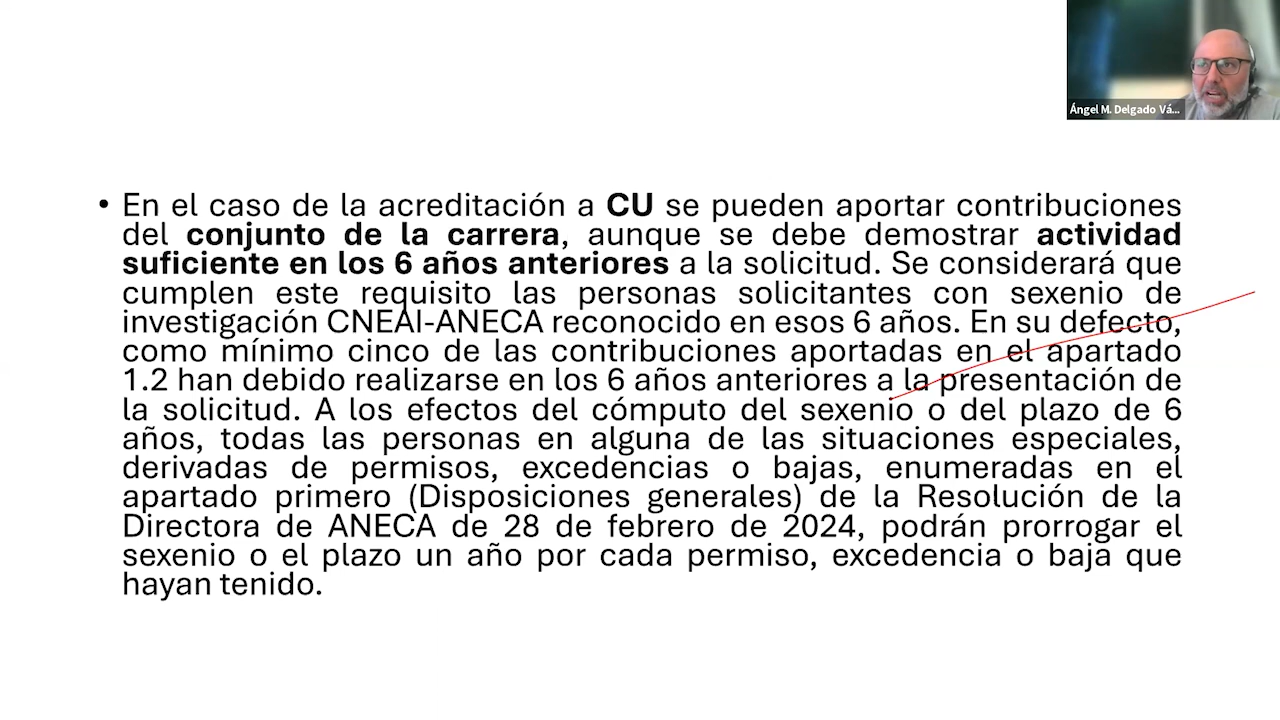 Ángel M. Delgado Vá...
• En el caso de la acreditación a CU se pueden aportar contribuciones
del conjunto de la carrera, aunque se debe demostrar actividad
suficiente en los 6 años anteriores a la solicitud. Se considerará que
cumplen este requisito las personas solicitantes con sexenio de
investigación CNEAI-ANECA reconocido en esos 6 años. En su defecto,
como mínimo cinco de las contribuciones aportadas en el apartado
1.2 han debido realizarse en los 6 años anteriores a la presentación de
la solicitud. A los efectos del cómputo del sexenio o del plazo de 6
años, todas las personas en alguna de las situaciones especiales,
derivadas de permisos, excedencias o bajas, enumeradas en el
apartado primero (Disposiciones generales) de la Resolución de la
Directora de ANECA de 28 de febrero de 2024, podrán prorrogar el
sexenio o el plazo un año por cada permiso, excedencia o baja que
hayan tenido.